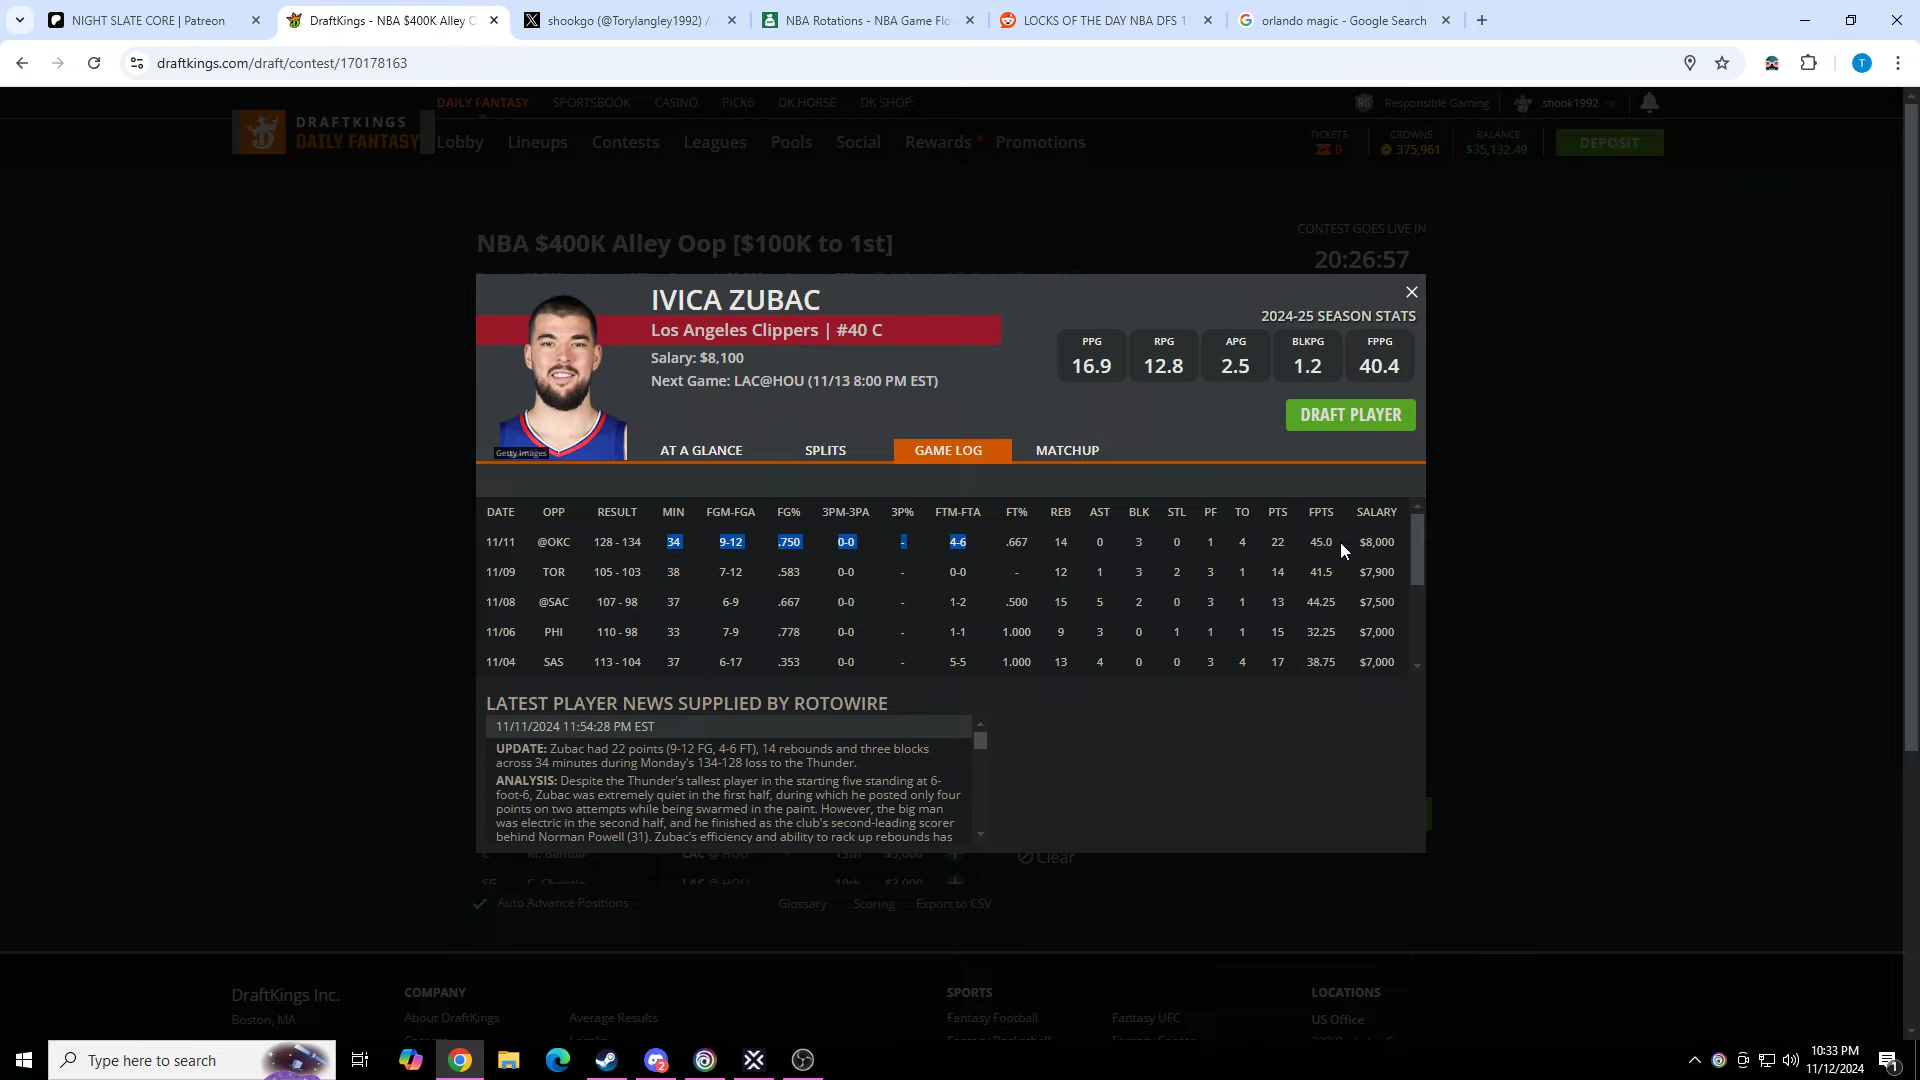 NIGHT SLATE CORE | Patreon
DraftKings - NBA $400K Alley O
shookgo (@Torylangley1992) /
NBA Rotations - NBA Game Flo
LOCKS OF THE DAY NBA DFS 1
orlando magic - Google Search
draftkings.com/draft/contest/170178163
T
DAILY FANTASY SPORTSBOOK CASINO PICK6 DK HORSE DK SHOP
RG Responsible Gaming shook1992
DRAFTKINGS
DAILY FANTASY
Lobby Lineups Contests Leagues Pools Social Rewards Promotions
TICKETS CROWNS BALANCE
0 375,961 $35,132.49
DEPOSIT
NBA $400K Alley Oop [$100K to 1st]
CONTEST GOES LIVE IN
20:26:57
IVICA ZUBAC
Los Angeles Clippers | #40 C
Salary: $8,100
Next Game: LAC@HOU (11/13 8:00 PM EST)
2024-25 SEASON STATS
PPG RPG APG BLKPG FPPG
16.9 12.8 2.5 1.2 40.4
DRAFT PLAYER
Getty Images
AT A GLANCE SPLITS GAME LOG MATCHUP
DATE OPP RESULT MIN FGM-FGA FG% 3PM-3PA 3P% FTM-FTA FT% REB AST BLK STL PF TO PTS FPTS SALARY
11/11 @OKC 128 - 134 34 9-12 .750 0-0 - 4-6 .667 14 0 3 0 1 4 22 45.0 $8,000
11/09 TOR 105 - 103 38 7-12 .583 0-0 - 0-0 - 12 1 3 2 3 1 14 41.5 $7,900
11/08 @SAC 107 - 98 37 6-9 .667 0-0 - 1-2 .500 15 5 2 0 3 1 13 44.25 $7,500
11/06 PHI 110 - 98 33 7-9 .778 0-0 - 1-1 1.000 9 3 0 1 1 1 15 32.25 $7,000
11/04 SAS 113 - 104 37 6-17 .353 0-0 - 5-5 1.000 13 4 0 0 3 4 17 38.75 $7,000
LATEST PLAYER NEWS SUPPLIED BY ROTOWIRE
11/11/2024 11:54:28 PM EST
UPDATE: Zubac had 22 points (9-12 FG, 4-6 FT), 14 rebounds and three blocks
across 34 minutes during Monday's 134-128 loss to the Thunder.
ANALYSIS: Despite the Thunder's tallest player in the starting five standing at 6-
foot-6, Zubac was extremely quiet in the first half, during which he posted only four
points on two attempts while being swarmed in the paint. However, the big man
was electric in the second half, and he finished as the club's second-leading scorer
behind Norman Powell (31). Zubac's efficiency and ability to rack up rebounds has
C M. Bamba LAC @ HOU - 13th $3,000
Clear
SG C. Christie LAC @ HOU - 10th $3,000
Auto Advance Positions
Glossary Scoring Export to CSV
DraftKings Inc.
Boston, MA
COMPANY
About DraftKings Average Results
SPORTS
Fantasy Football Fantasy UFC
LOCATIONS
US Office
Type here to search
2
10:33 PM
11/12/2024
1